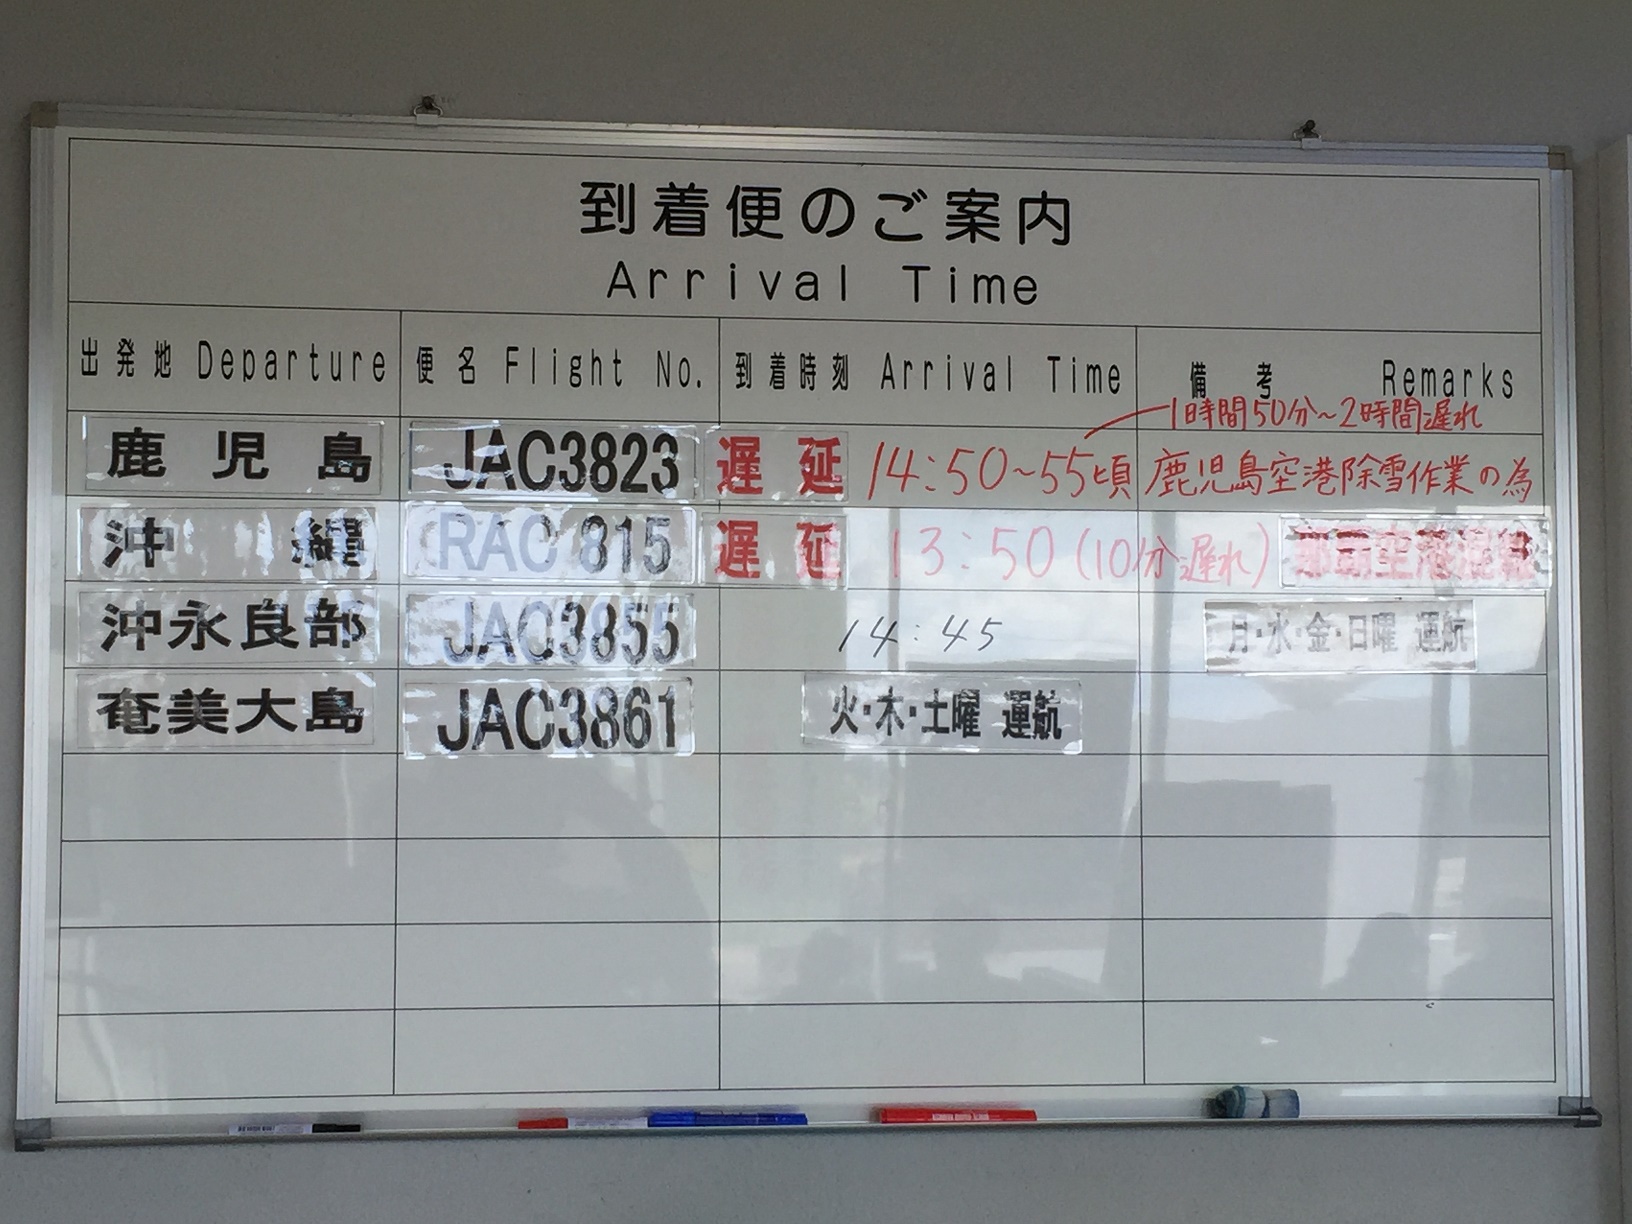 到着便のご案内
Arrival Time
出発地 Departure 便名 Flight No. 到着時刻 Arrival Time 備考 Remarks
1時間50分~2時間遅れ
鹿児島 JAC3823 遅延 14:50~55頃 鹿児島空港除雪作業の為
沖縄 RAC 815 遅延 13:50(10分遅れ) 那覇空港混雑
沖永良部 JAC3855 14:45 月・水・金・日曜 運航
奄美大島 JAC3861 火・木・土曜 運航